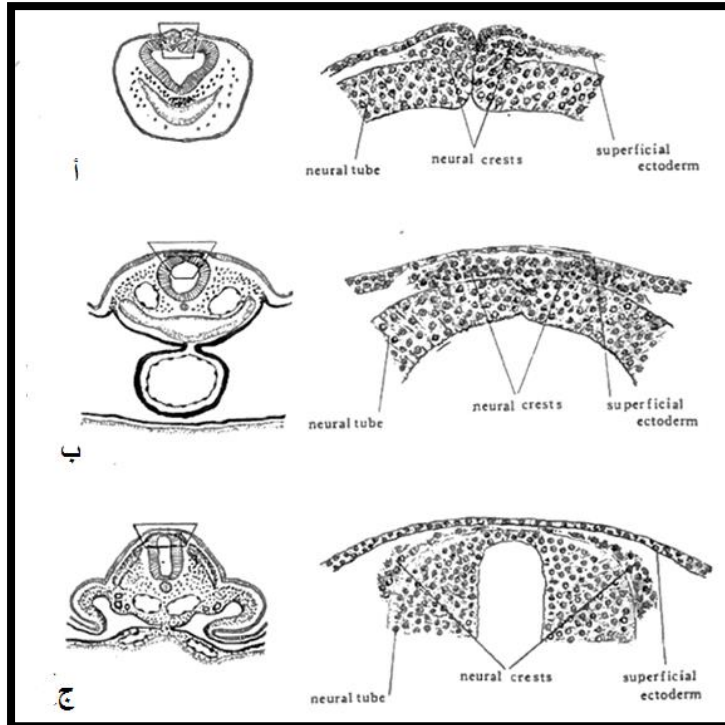 neural tube
neural crests
superficial
ectoderm
أ
neural tube
neural crests
superficial
ectoderm
ب
neural tube
neural crests
superficial
ectoderm
ج